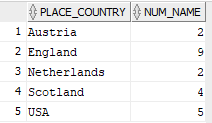 PLACE_COUNTRY NUM_NAME
1 Austria 2
2 England 9
3 Netherlands 2
4 Scotland 4
5 USA 5